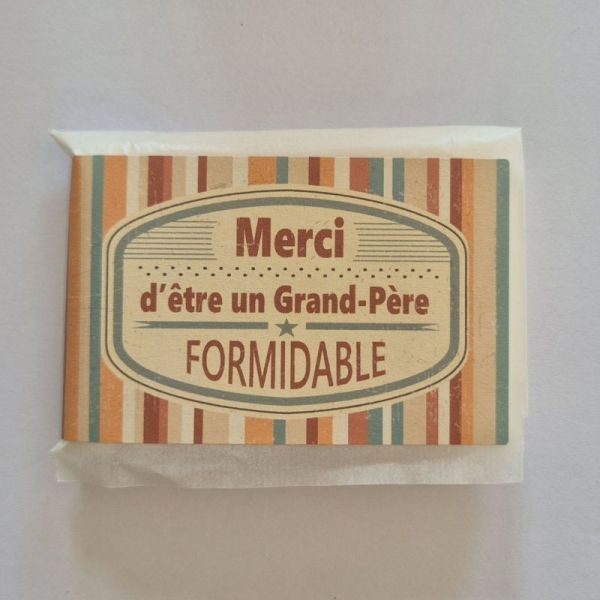 Merci
d'être un Grand-Père
FORMIDABLE